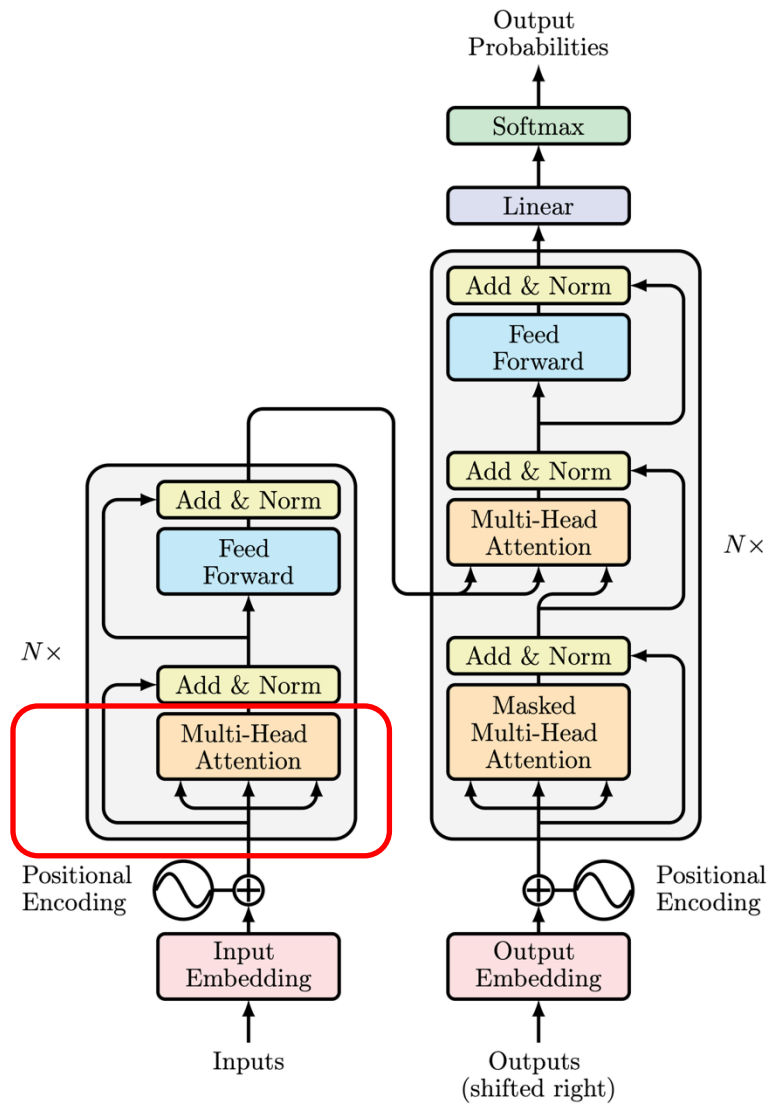 Output
Probabilities
Softmax
Linear
Add & Norm
Feed
Forward
Add & Norm
Multi-Head
Attention
N×
Add & Norm
Masked
Multi-Head
Attention
Positional
Encoding
Output
Embedding
Outputs
(shifted right)
Add & Norm
Feed
Forward
N×
Add & Norm
Multi-Head
Attention
Positional
Encoding
Input
Embedding
Inputs